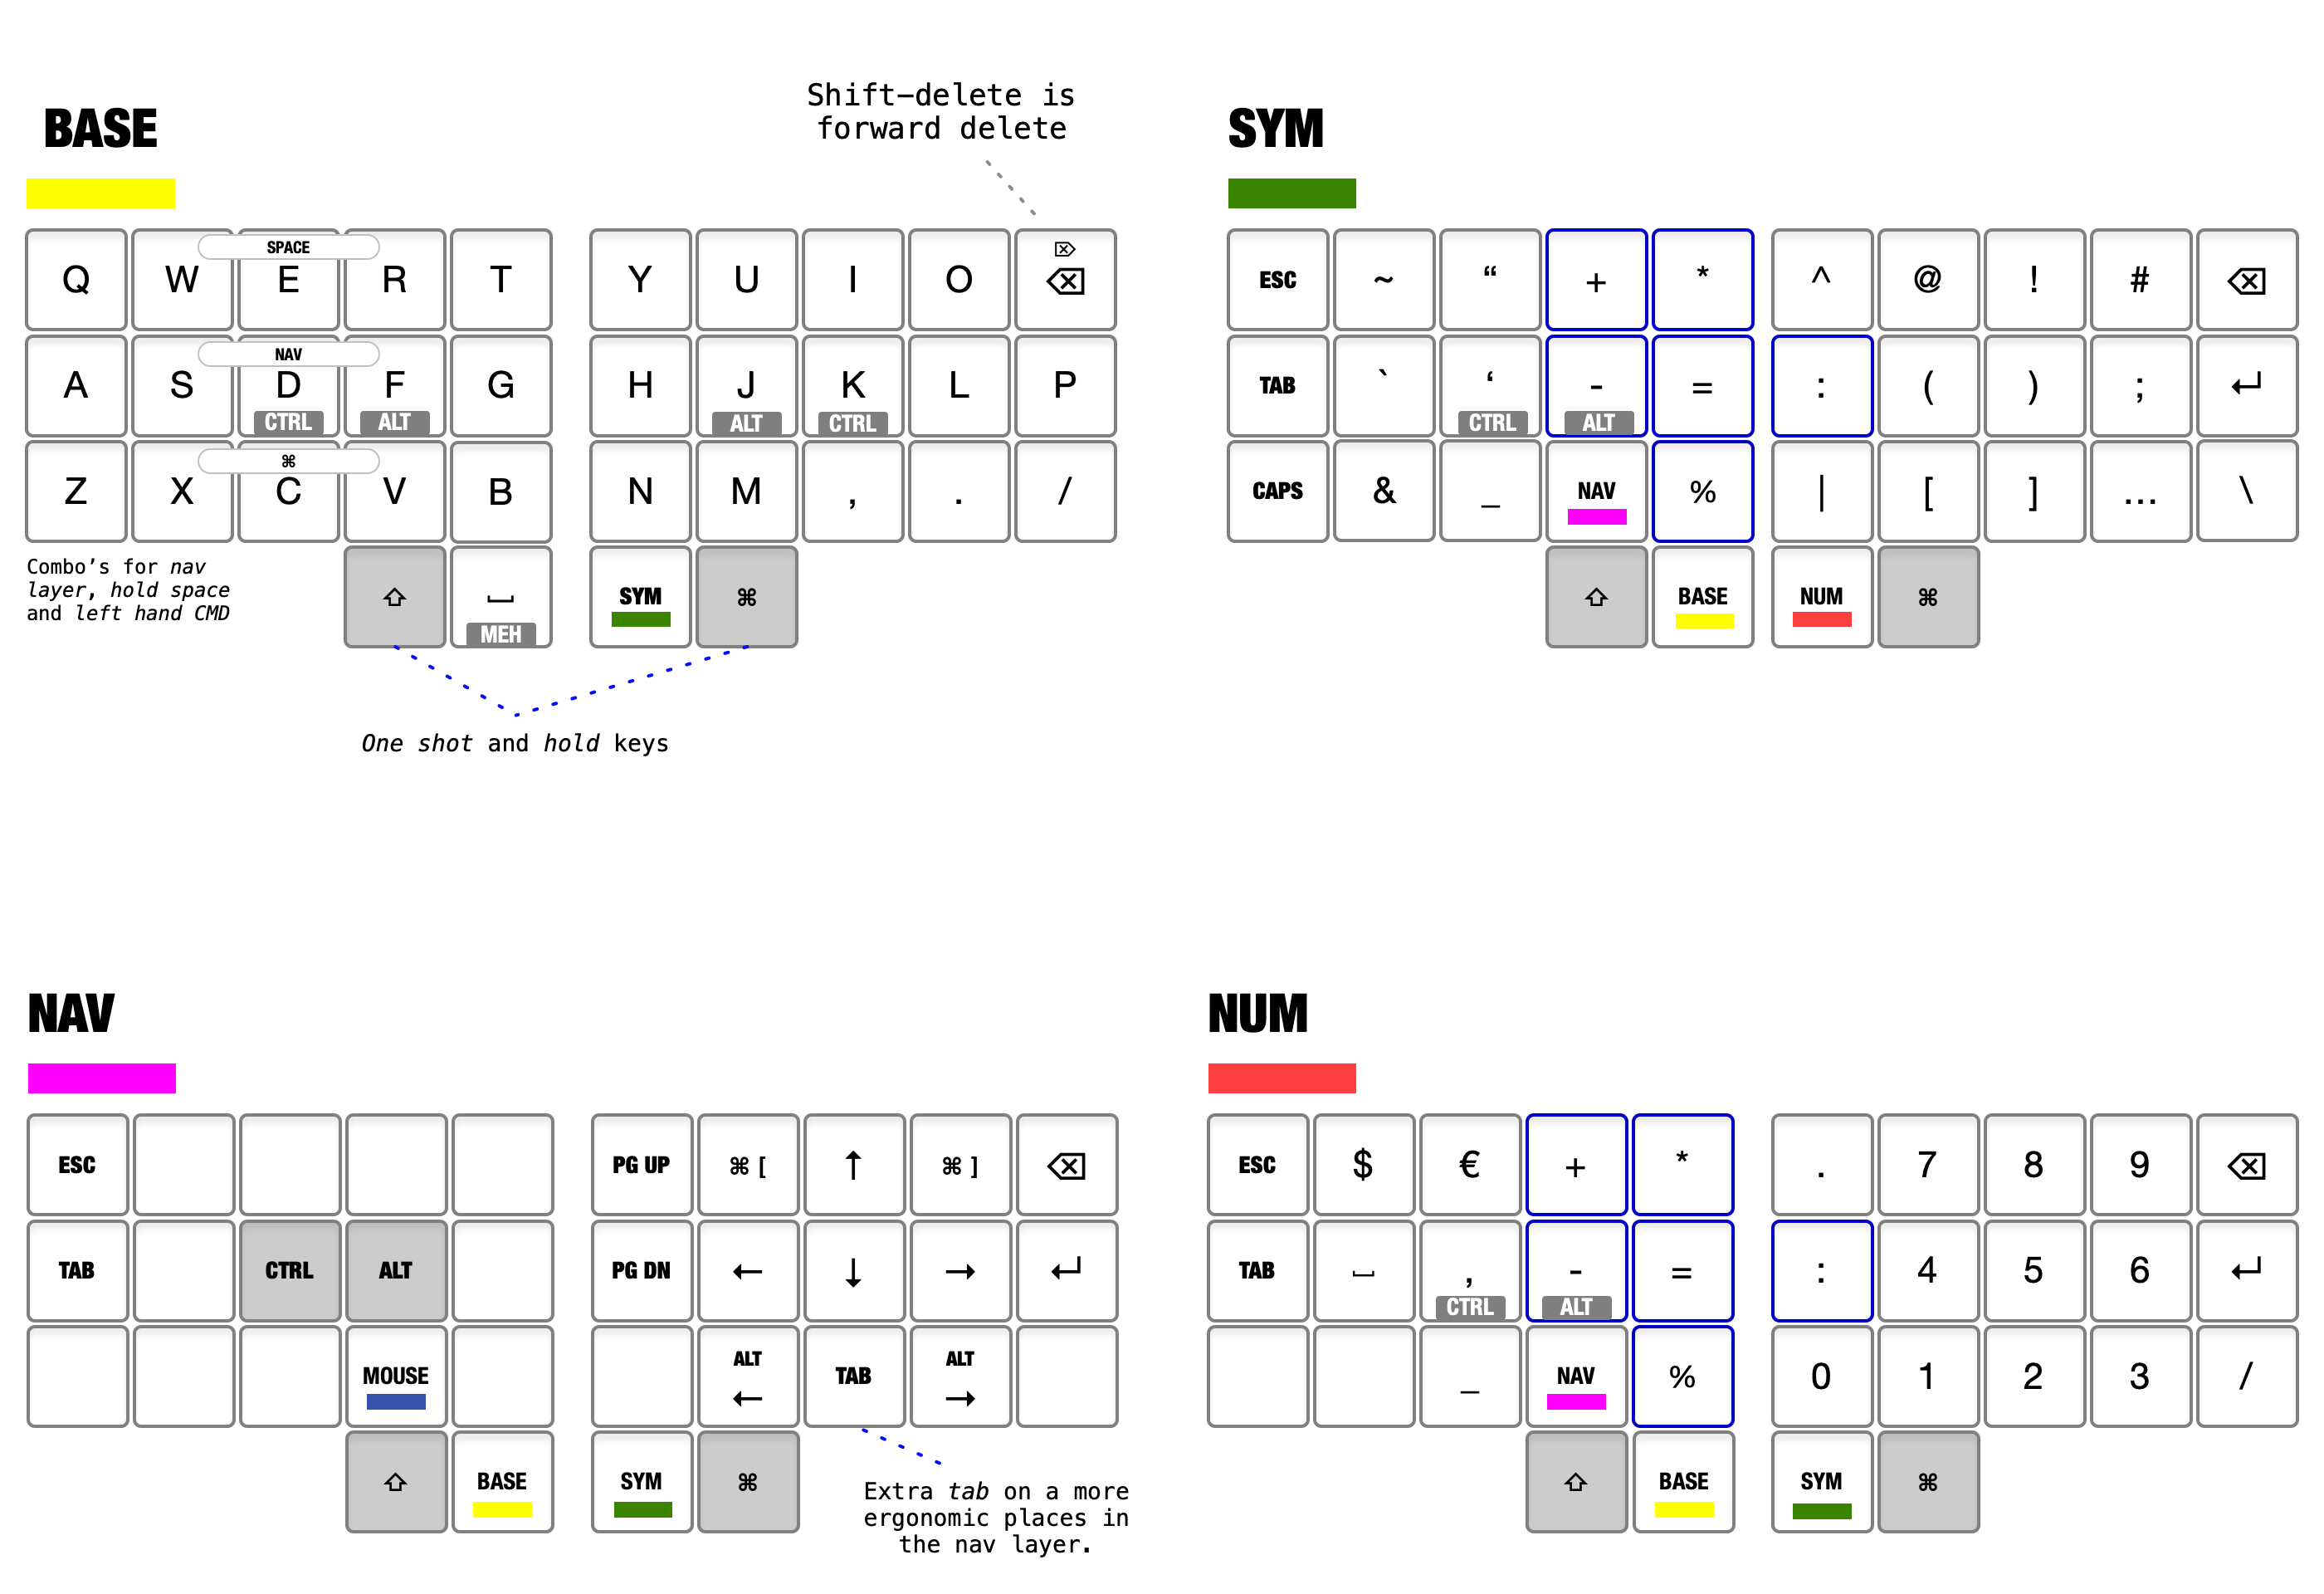 Shift-delete is
forward delete
BASE
SYM
SPACE
Q W E R T Y U I O ⌦ ⌫
ESC ~ “ + * ^ @ ! # ⌫
NAV
A S D F G H J K L P
CTRL ALT ALT CTRL
TAB ` ‘ - = : ( ) ; ↵
CTRL ALT
⌘
Z X C V B N M , . /
CAPS & _ NAV % | [ ] … \
Combo’s for nav
layer, hold space
and left hand CMD
⇧ ⎵ SYM ⌘
MEH
⇧ BASE NUM ⌘
One shot and hold keys
NAV
NUM
ESC PG UP ⌘ [ ↑ ⌘ ] ⌫
ESC $ € + * . 7 8 9 ⌫
TAB CTRL ALT PG DN ← ↓ → ↵
TAB ⎵ , - = : 4 5 6 ↵
CTRL ALT
MOUSE ALT ← TAB ALT →
_ NAV % 0 1 2 3 /
⇧ BASE SYM ⌘
⇧ BASE SYM ⌘
Extra tab on a more
ergonomic places in
the nav layer.